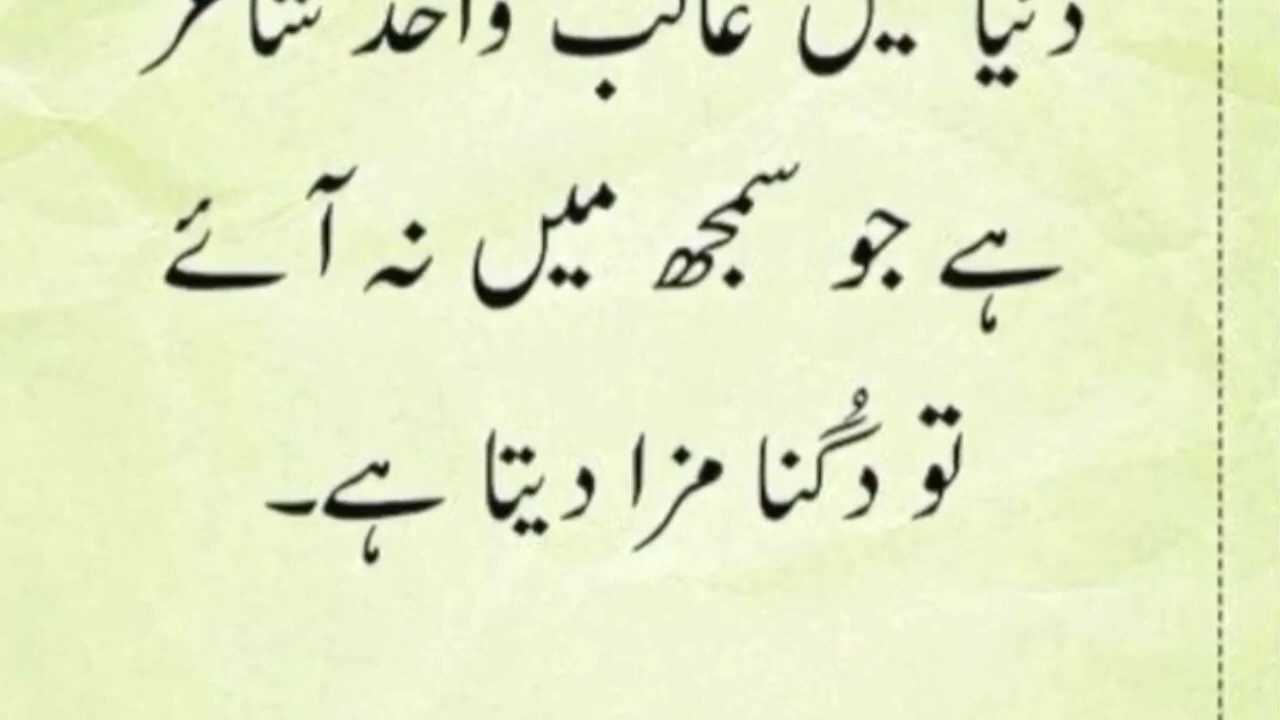 دنیا میں غالب واحد شاعر
ہے جو سمجھ میں نہ آئے
تو دُگنا مزا دیتا ہے۔